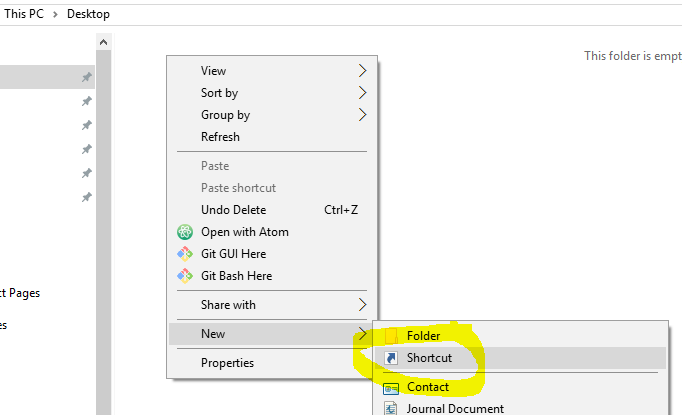 This PC > Desktop
This folder is empt
View
Sort by
Group by
Refresh
Paste
Paste shortcut
Undo Delete Ctrl+Z
Open with Atom
Git GUI Here
Git Bash Here
ct Pages
Share with
es
New
Folder
Shortcut
Properties
Contact
Journal Document